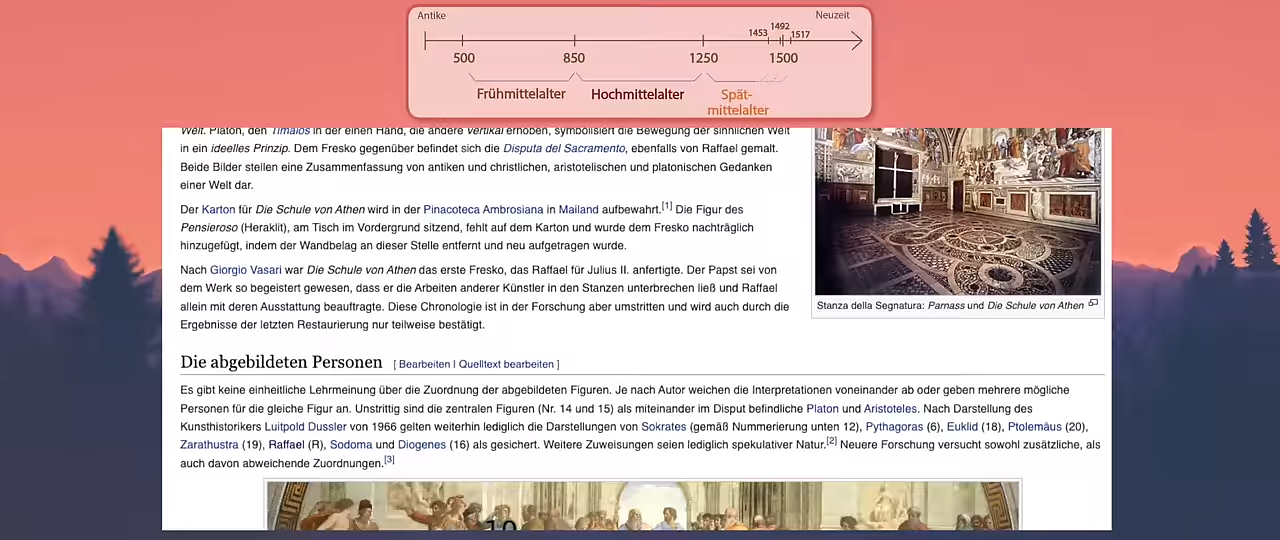 Antike
Neuzeit
1492
1453
1517
500
850
1250
1500
Frühmittelalter
Hochmittelalter
Spät-
mittelalter
Welt. Platon, den Timaios in der einen Hand, die andere vertikal erhoben, symbolisiert die Bewegung der sinnlichen Welt
in ein ideelles Prinzip. Dem Fresko gegenüber befindet sich die Disputa del Sacramento, ebenfalls von Raffael gemalt.
Beide Bilder stellen eine Zusammenfassung von antiken und christlichen, aristotelischen und platonischen Gedanken
einer Welt dar.
Der Karton für Die Schule von Athen wird in der Pinacoteca Ambrosiana in Mailand aufbewahrt.[1] Die Figur des
Pensieroso (Heraklit), am Tisch im Vordergrund sitzend, fehlt auf dem Karton und wurde dem Fresko nachträglich
hinzugefügt, indem der Wandbelag an dieser Stelle entfernt und neu aufgetragen wurde.
Nach Giorgio Vasari war Die Schule von Athen das erste Fresko, das Raffael für Julius II. anfertigte. Der Papst sei von
dem Werk so begeistert gewesen, dass er die Arbeiten anderer Künstler in den Stanzen unterbrechen ließ und Raffael
allein mit deren Ausstattung beauftragte. Diese Chronologie ist in der Forschung aber umstritten und wird auch durch die
Ergebnisse der letzten Restaurierung nur teilweise bestätigt.
Stanza della Segnatura: Parnass und Die Schule von Athen
Die abgebildeten Personen [ Bearbeiten | Quelltext bearbeiten ]
Es gibt keine einheitliche Lehrmeinung über die Zuordnung der abgebildeten Figuren. Je nach Autor weichen die Interpretationen voneinander ab oder geben mehrere mögliche
Personen für die gleiche Figur an. Unstrittig sind die zentralen Figuren (Nr. 14 und 15) als miteinander im Disput befindliche Platon und Aristoteles. Nach Darstellung des
Kunsthistorikers Luitpold Dussler von 1966 gelten weiterhin lediglich die Darstellungen von Sokrates (gemäß Nummerierung unten 12), Pythagoras (6), Euklid (18), Ptolemäus (20),
Zarathustra (19), Raffael (R), Sodoma und Diogenes (16) als gesichert. Weitere Zuweisungen seien lediglich spekulativer Natur.[2] Neuere Forschung versucht sowohl zusätzliche, als
auch davon abweichende Zuordnungen.[3]
10